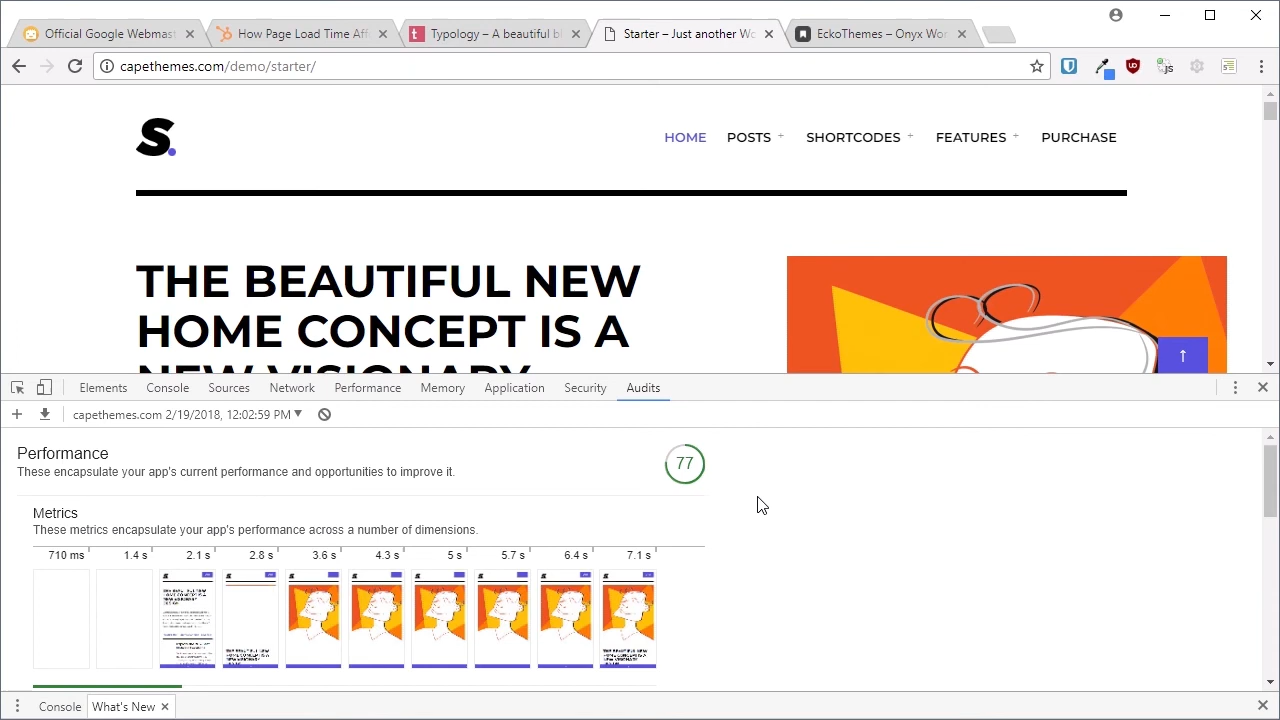 Official Google Webmast
How Page Load Time Aff
Typology – A beautiful bl
Starter – Just another Wo
EckoThemes – Onyx Wor
capethemes.com/demo/starter/
S.
HOME POSTS + SHORTCODES + FEATURES + PURCHASE
THE BEAUTIFUL NEW
HOME CONCEPT IS A
NEW VISIONARY
Elements Console Sources Network Performance Memory Application Security Audits
capethemes.com 2/19/2018, 12:02:59 PM
Performance
77
These encapsulate your app's current performance and opportunities to improve it.
Metrics
These metrics encapsulate your app's performance across a number of dimensions.
710 ms 1.4 s 2.1 s 2.8 s 3.6 s 4.3 s 5 s 5.7 s 6.4 s 7.1 s
Console What's New